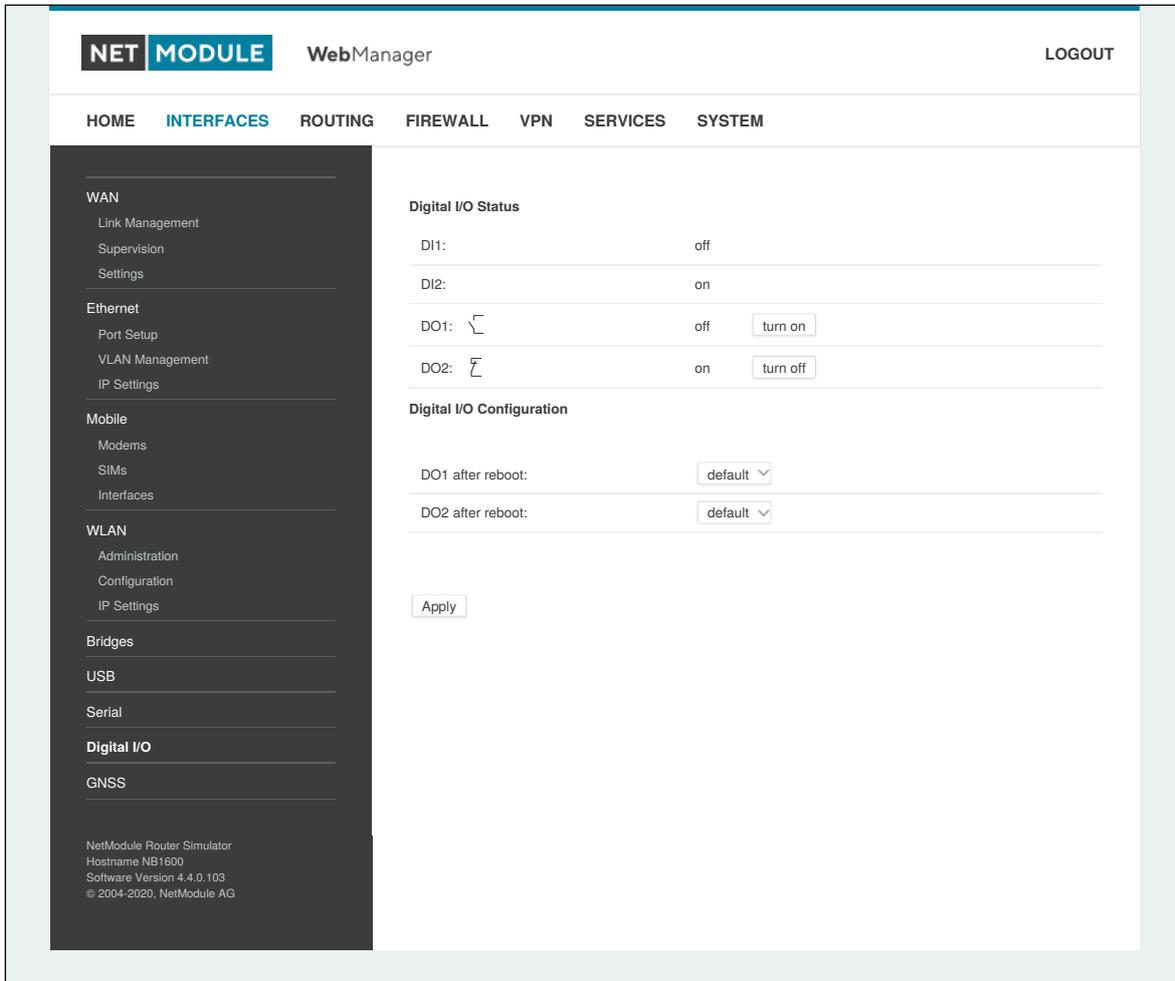 NET MODULE WebManager LOGOUT
HOME INTERFACES ROUTING FIREWALL VPN SERVICES SYSTEM
WAN
Link Management
Supervision
Settings
Ethernet
Port Setup
VLAN Management
IP Settings
Mobile
Modems
SIMs
Interfaces
WLAN
Administration
Configuration
IP Settings
Bridges
USB
Serial
Digital I/O
GNSS
NetModule Router Simulator
Hostname NB1600
Software Version 4.4.0.103
© 2004-2020, NetModule AG
Digital I/O Status
DI1: off
DI2: on
DO1: off turn on
DO2: on turn off
Digital I/O Configuration
DO1 after reboot: default
DO2 after reboot: default
Apply